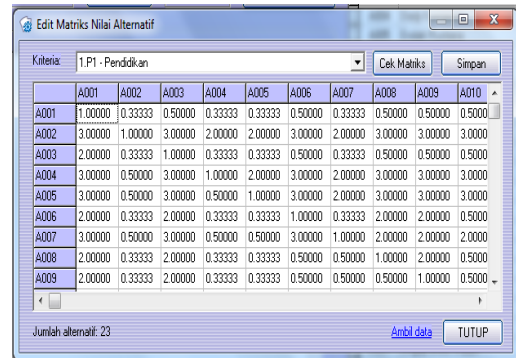 Edit Matriks Nilai Alternatif
Kriteria: 1.P1 - Pendidikan Cek Matriks Simpan
A001 A002 A003 A004 A005 A006 A007 A008 A009 A010
A001 1.00000 0.33333 0.50000 0.33333 0.33333 0.50000 0.33333 0.50000 0.50000 0.5000
A002 3.00000 1.00000 3.00000 2.00000 2.00000 3.00000 2.00000 3.00000 3.00000 3.0000
A003 2.00000 0.33333 1.00000 0.33333 0.33333 0.50000 0.33333 0.50000 0.50000 0.5000
A004 3.00000 0.50000 3.00000 1.00000 2.00000 3.00000 2.00000 3.00000 3.00000 3.0000
A005 3.00000 0.50000 3.00000 0.50000 1.00000 3.00000 2.00000 3.00000 3.00000 3.0000
A006 2.00000 0.33333 2.00000 0.33333 0.33333 1.00000 0.33333 2.00000 2.00000 0.5000
A007 3.00000 0.50000 3.00000 0.50000 0.50000 3.00000 1.00000 2.00000 2.00000 2.0000
A008 2.00000 0.33333 2.00000 0.33333 0.33333 0.50000 0.50000 1.00000 2.00000 0.5000
A009 2.00000 0.33333 2.00000 0.33333 0.33333 0.50000 0.50000 0.50000 1.00000 0.5000
Jumlah alternatif: 23 Ambil data TUTUP